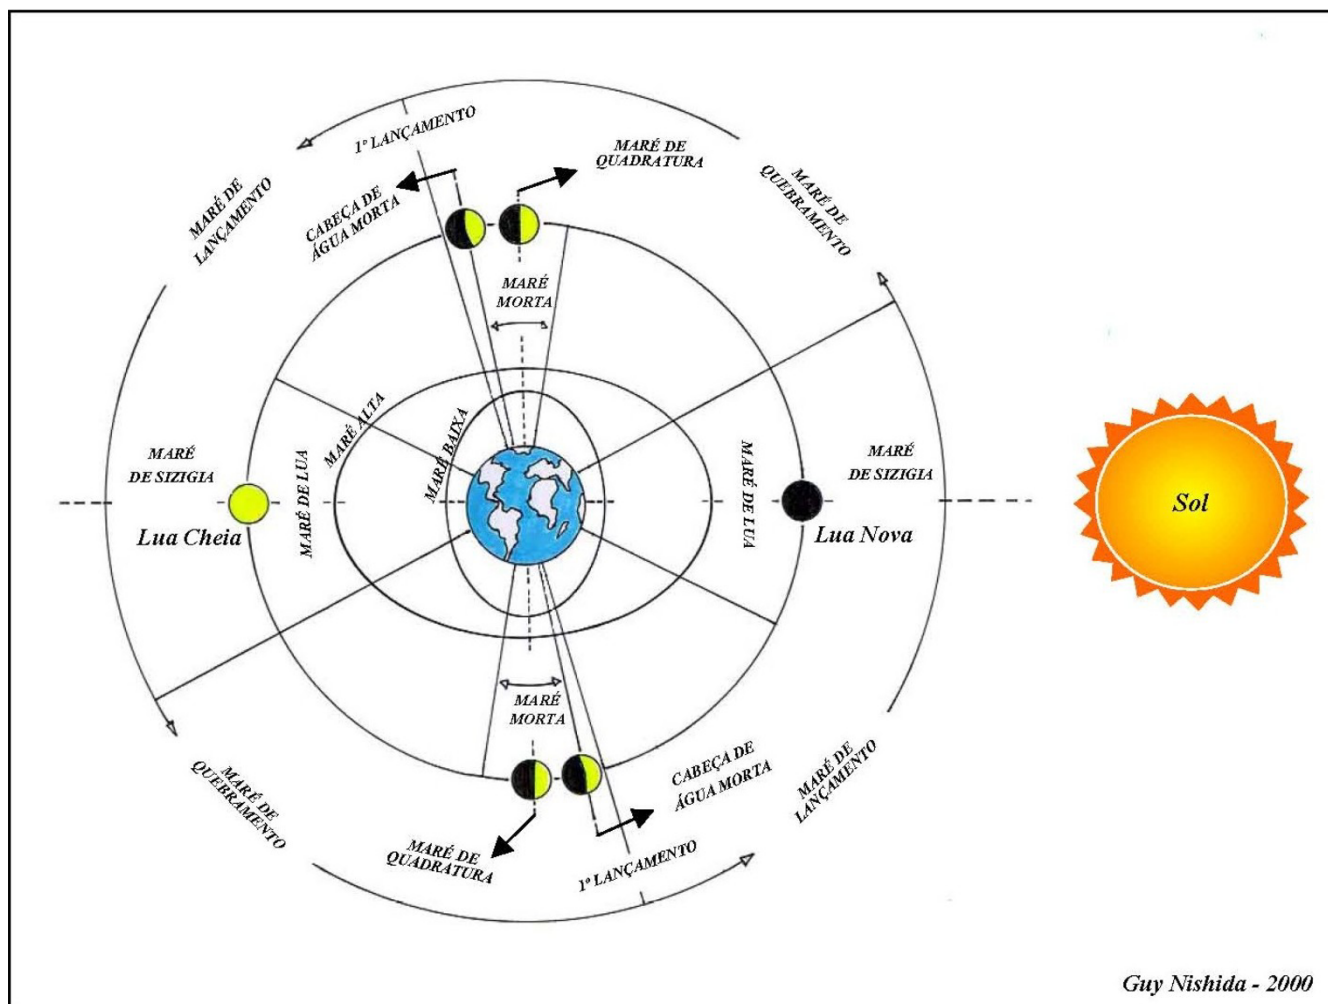 1º LANÇAMENTO
MARÉ DE
QUADRATURA
MARÉ DE
LANÇAMENTO
CABEÇA DE
ÁGUA MORTA
MARÉ DE
QUEBRAMENTO
MARÉ
MORTA
MARÉ ALTA
MARÉ BAIXA
MARÉ
DE SIZIGIA
MARÉ DE LUA
Lua Cheia
MARÉ DE LUA
MARÉ
DE SIZIGIA
Lua Nova
Sol
MARÉ
MORTA
MARÉ DE
QUEBRAMENTO
CABEÇA DE
ÁGUA MORTA
MARÉ DE
LANÇAMENTO
MARÉ DE
QUADRATURA
1º LANÇAMENTO
Guy Nishida - 2000